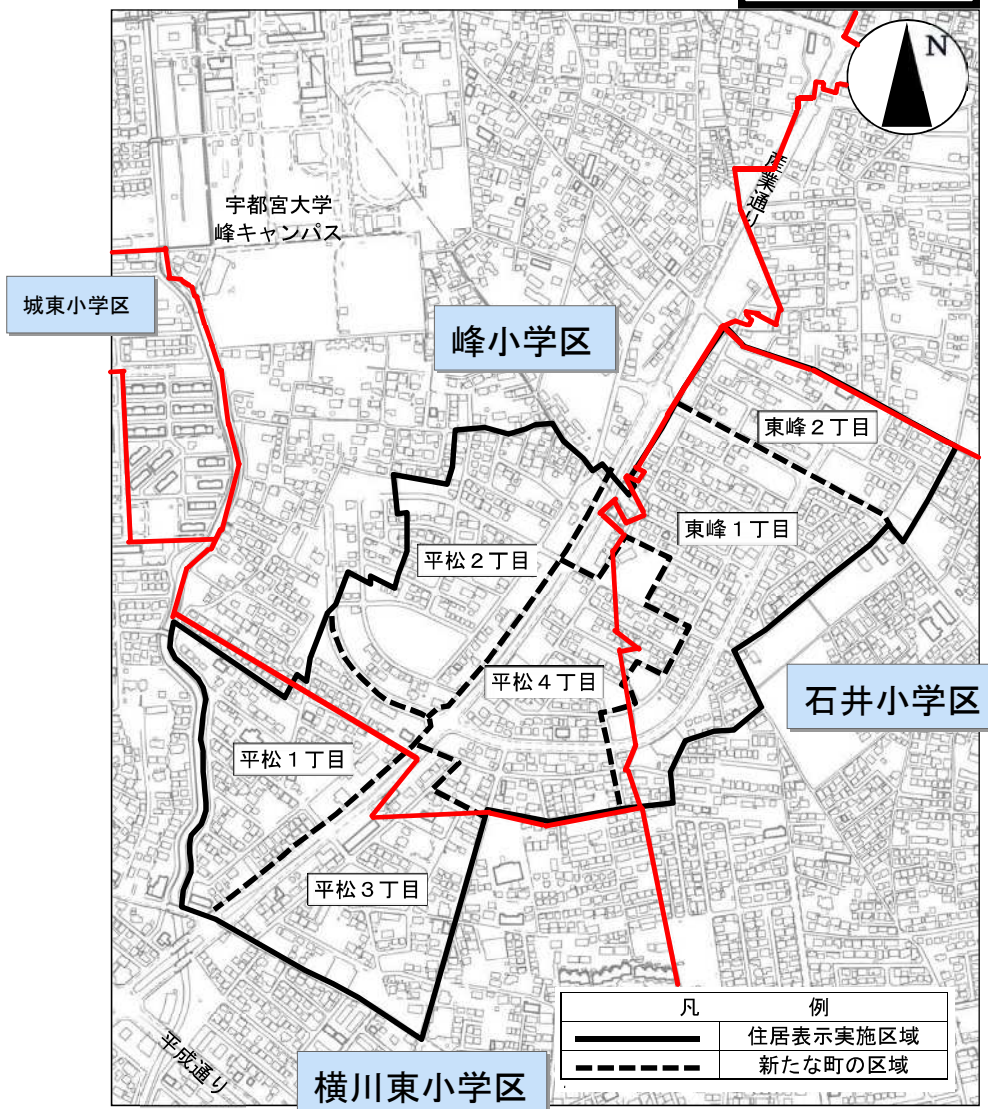 N
産業通り
宇都宮大学
峰キャンパス
城東小学区
峰小学区
東峰2丁目
東峰1丁目
平松2丁目
平松4丁目
石井小学区
平松1丁目
平松3丁目
凡 例
住居表示実施区域
新たな町の区域
平成通り
横川東小学区